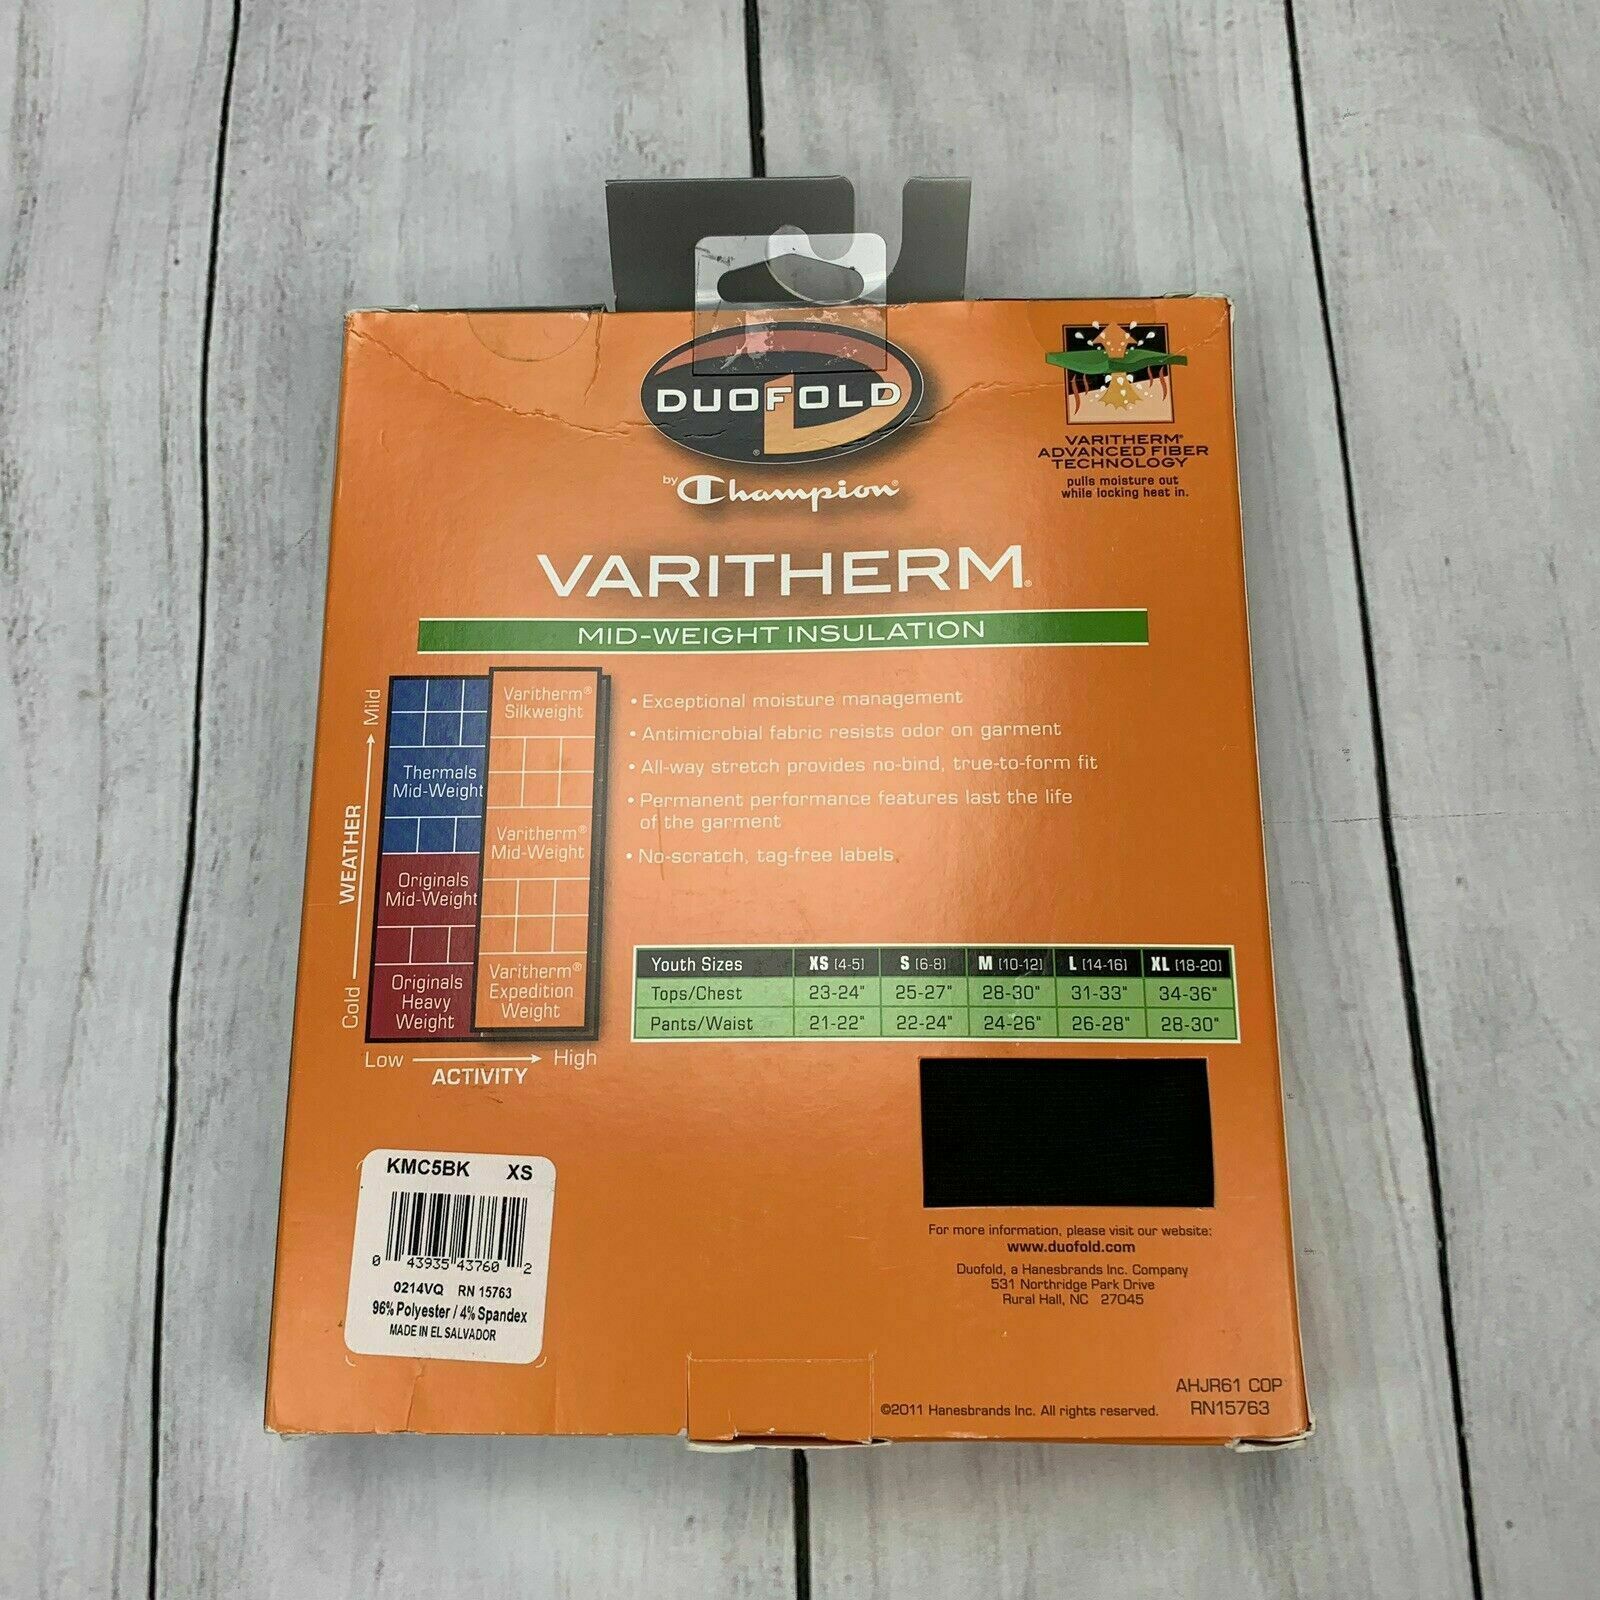 DUOFOLD
by Champion®
VARITHERM®
ADVANCED FIBER
TECHNOLOGY
pulls moisture out
while locking heat in.
VARITHERM®
MID-WEIGHT INSULATION
WEATHER
Cold
Mild
Thermals
Mid-Weight
Originals
Mid-Weight
Originals
Heavy
Weight
Varitherm®
Silkweight
Varitherm®
Mid-Weight
Varitherm®
Expedition
Weight
Low
High
ACTIVITY
• Exceptional moisture management
• Antimicrobial fabric resists odor on garment
• All-way stretch provides no-bind, true-to-form fit
• Permanent performance features last the life
of the garment
• No-scratch, tag-free labels
Youth Sizes XS (4-5) S (6-8) M (10-12) L (14-16) XL (18-20)
Tops/Chest 23-24" 25-27" 28-30" 31-33" 34-36"
Pants/Waist 21-22" 22-24" 24-26" 26-28" 28-30"
For more information, please visit our website:
www.duofold.com
Duofold, a Hanesbrands Inc. Company
531 Northridge Park Drive
Rural Hall, NC 27045
KMC5BK XS
0 43935 43760 2
0214VQ RN 15763
96% Polyester / 4% Spandex
MADE IN EL SALVADOR
©2011 Hanesbrands Inc. All rights reserved.
AHJR61 COP
RN15763